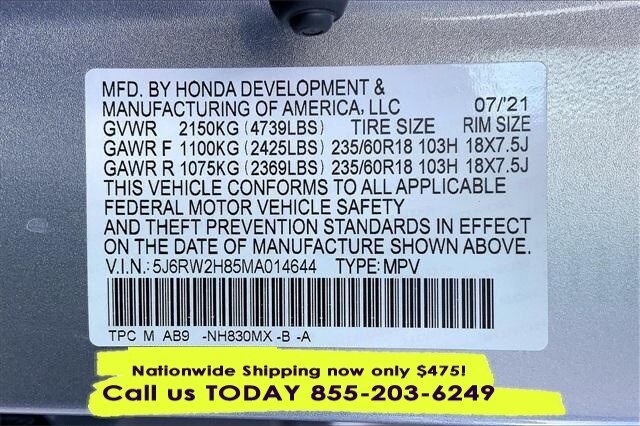 MFD. BY HONDA DEVELOPMENT &
MANUFACTURING OF AMERICA, LLC 07/'21
GVWR 2150KG (4739LBS) TIRE SIZE RIM SIZE
GAWR F 1100KG (2425LBS) 235/60R18 103H 18X7.5J
GAWR R 1075KG (2369LBS) 235/60R18 103H 18X7.5J
THIS VEHICLE CONFORMS TO ALL APPLICABLE
FEDERAL MOTOR VEHICLE SAFETY
AND THEFT PREVENTION STANDARDS IN EFFECT
ON THE DATE OF MANUFACTURE SHOWN ABOVE.
V.I.N.: 5J6RW2H85MA014644 TYPE: MPV
TPC M AB9 -NH830MX -B -A
Nationwide Shipping now only $475!
Call us TODAY 855-203-6249